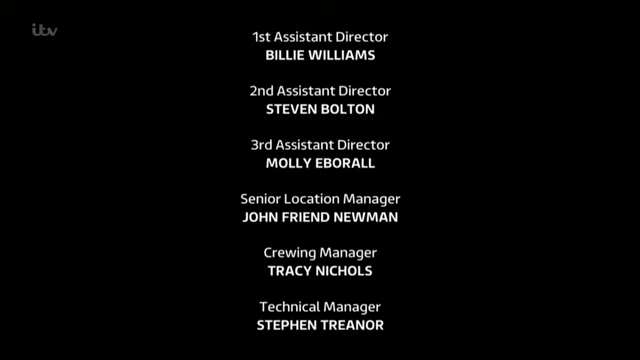 itv
1st Assistant Director
BILLIE WILLIAMS
2nd Assistant Director
STEVEN BOLTON
3rd Assistant Director
MOLLY EBORALL
Senior Location Manager
JOHN FRIEND NEWMAN
Crewing Manager
TRACY NICHOLS
Technical Manager
STEPHEN TREANOR